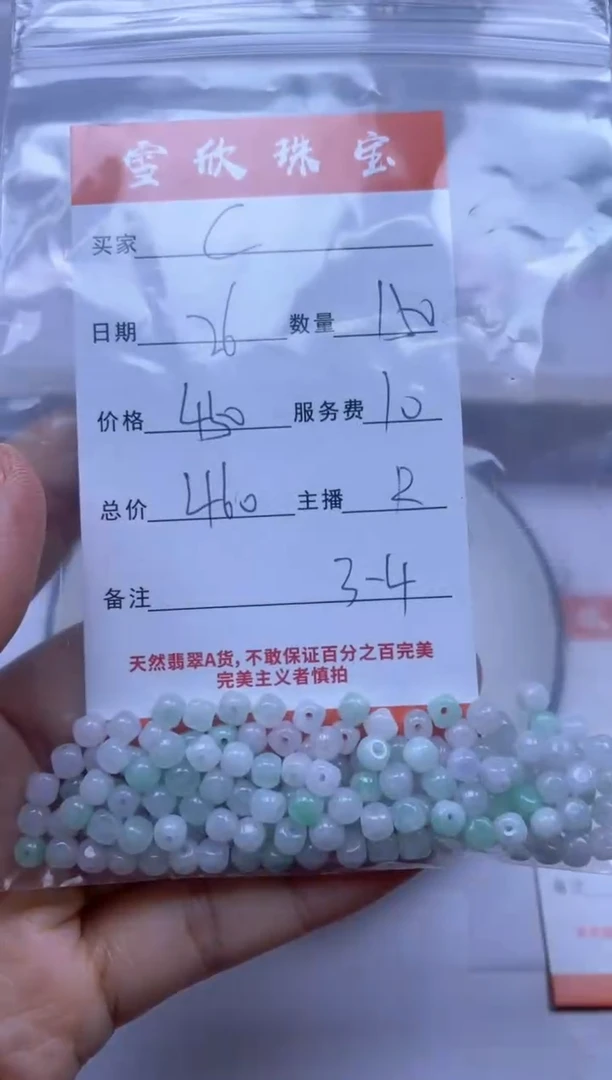 雪欣珠宝
买家 C
日期 26 数量 150
价格 450 服务费 10
总价 460 主播 R
备注 3-4
天然翡翠A货,不敢保证百分之百完美
完美主义者慎拍